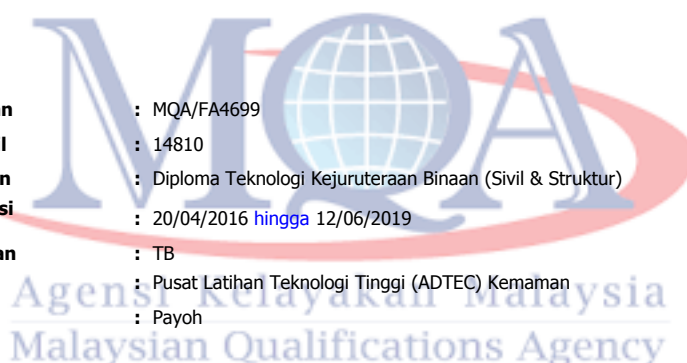 MQA
an : MQA/FA4699
l : 14810
n : Diploma Teknologi Kejuruteraan Binaan (Sivil & Struktur)
si : 20/04/2016 hingga 12/06/2019
an : TB
: Pusat Latihan Teknologi Tinggi (ADTEC) Kemaman
: Payoh
Agensi Kelayakan Malaysia
Malaysian Qualifications Agency